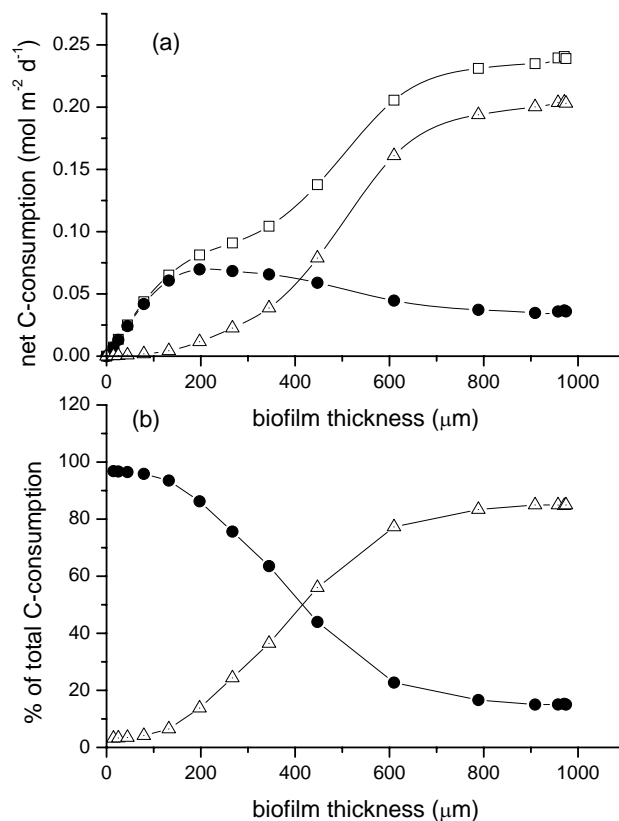 (a)
net C-consumption (mol m⁻² d⁻¹)
0.25
0.20
0.15
0.10
0.05
0.00
0 200 400 600 800 1000
biofilm thickness (μm)
(b)
% of total C-consumption
120
100
80
60
40
20
0
0 200 400 600 800 1000
biofilm thickness (μm)